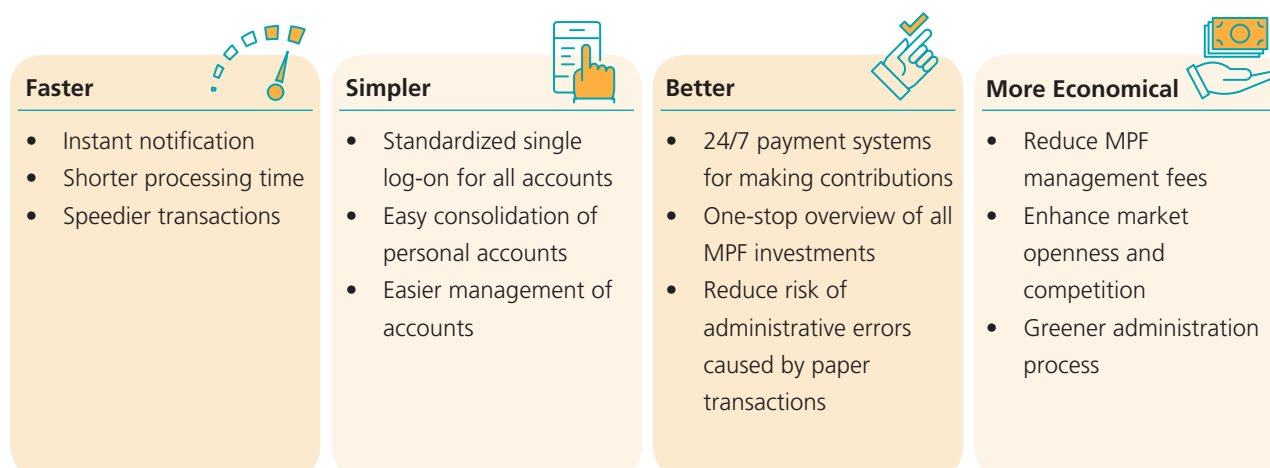 Faster
• Instant notification
• Shorter processing time
• Speedier transactions
Simpler
• Standardized single
log-on for all accounts
• Easy consolidation of
personal accounts
• Easier management of
accounts
Better
• 24/7 payment systems
for making contributions
• One-stop overview of all
MPF investments
• Reduce risk of
administrative errors
caused by paper
transactions
More Economical
• Reduce MPF
management fees
• Enhance market
openness and
competition
• Greener administration
process